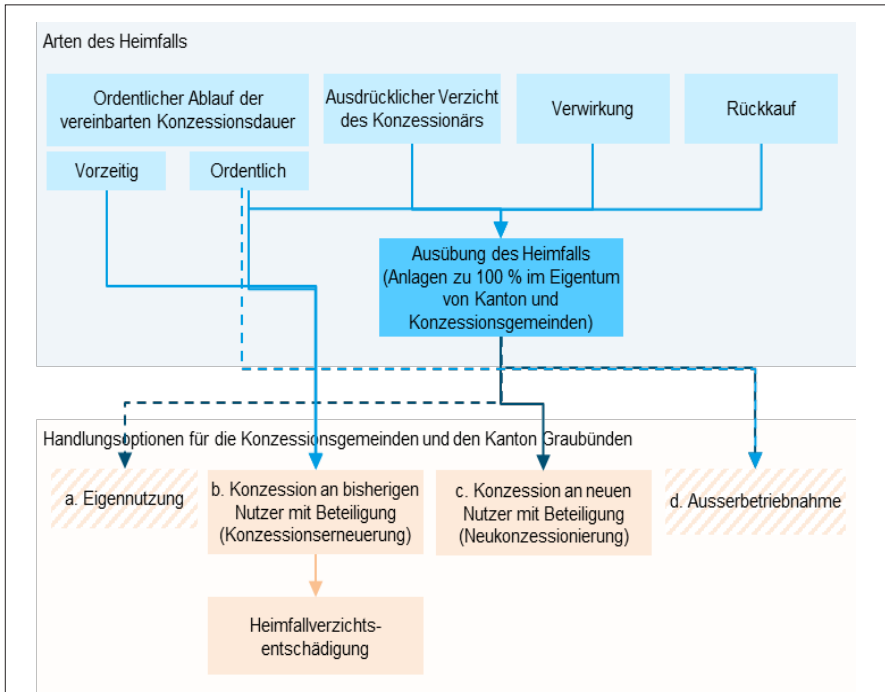 Arten des Heimfalls
Ordentlicher Ablauf der
vereinbarten Konzessionsdauer
Ausdrücklicher Verzicht
des Konzessionärs
Verwirkung
Rückkauf
Vorzeitig
Ordentlich
Ausübung des Heimfalls
(Anlagen zu 100 % im Eigentum
von Kanton und
Konzessionsgemeinden)
Handlungsoptionen für die Konzessionsgemeinden und den Kanton Graubünden
a. Eigennutzung
b. Konzession an bisherigen
Nutzer mit Beteiligung
(Konzessionserneuerung)
c. Konzession an neuen
Nutzer mit Beteiligung
(Neukonzessionierung)
d. Ausserbetriebnahme
Heimfallverzichts-
entschädigung